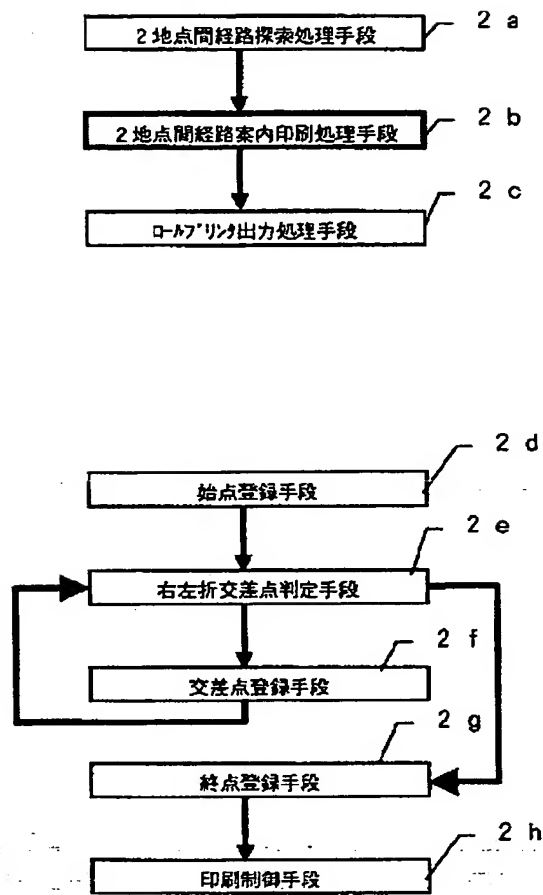 2 a
2地点間経路探索処理手段
2 b
2地点間経路案内印刷処理手段
2 c
ロールプリンタ出力処理手段
2 d
始点登録手段
2 e
右左折交差点判定手段
2 f
交差点登録手段
2 g
終点登録手段
2 h
印刷制御手段